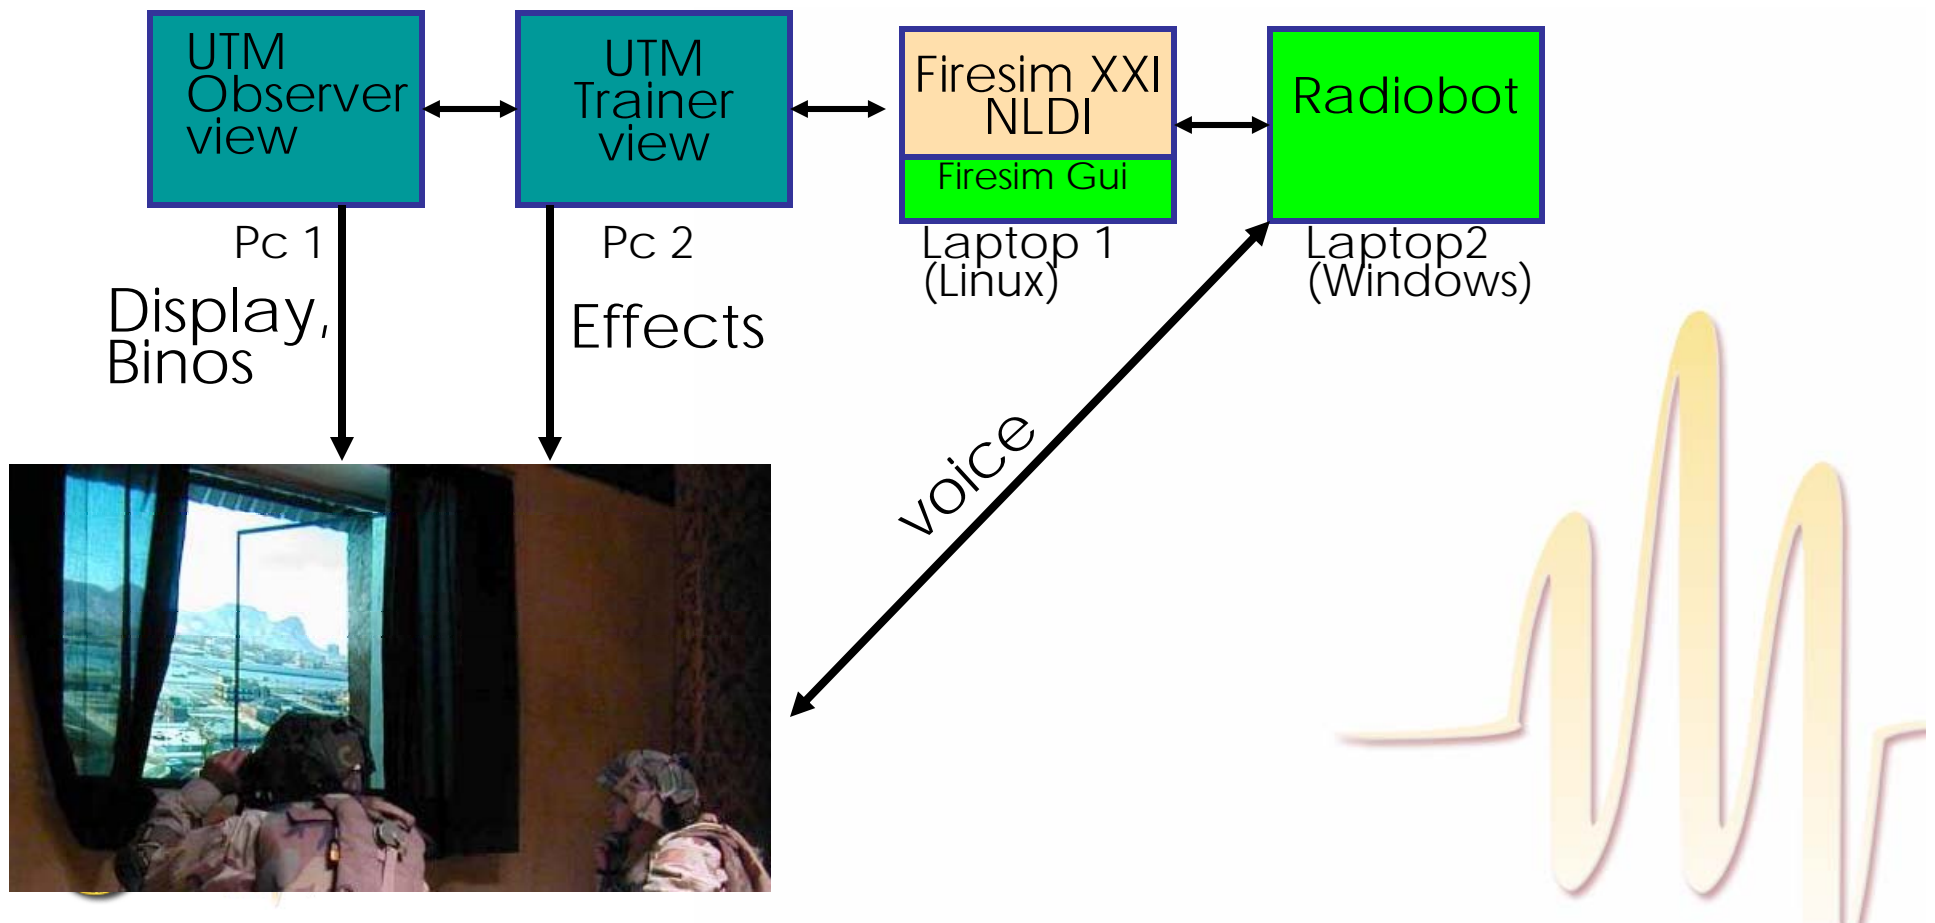 UTM
Observer
view
UTM
Trainer
view
Firesim XXI
NLDI
Firesim Gui
Radiobot
Pc 1
Pc 2
Laptop 1
(Linux)
Laptop2
(Windows)
Display,
Binos
Effects
voice